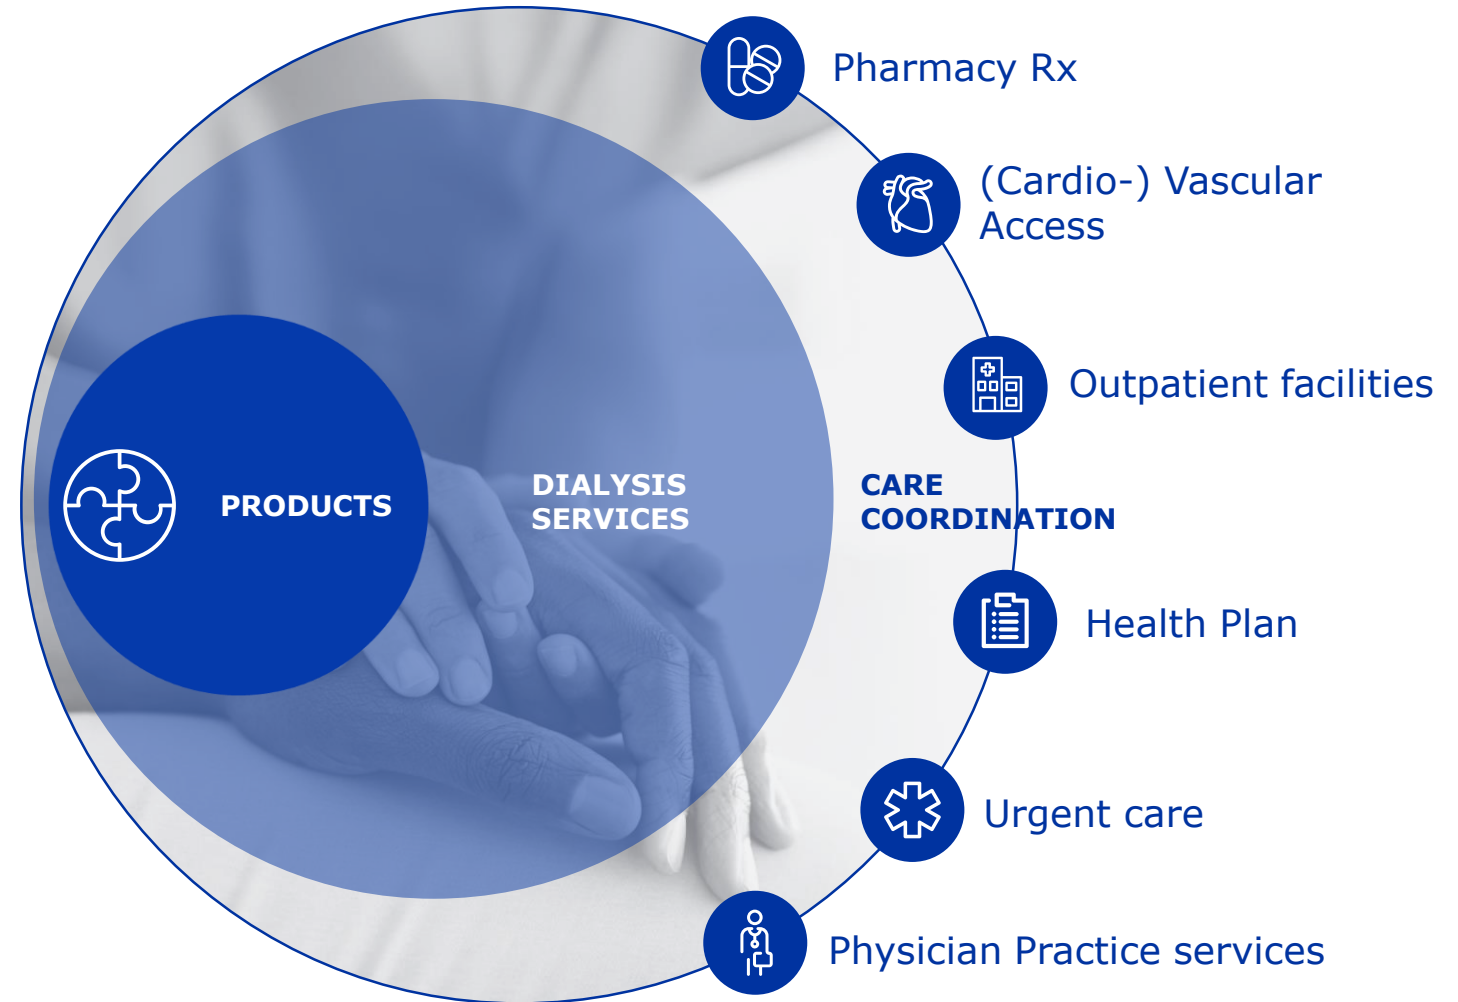 Pharmacy Rx
(Cardio-) Vascular
Access
Outpatient facilities
PRODUCTS
DIALYSIS
SERVICES
CARE
COORDINATION
Health Plan
Urgent care
Physician Practice services